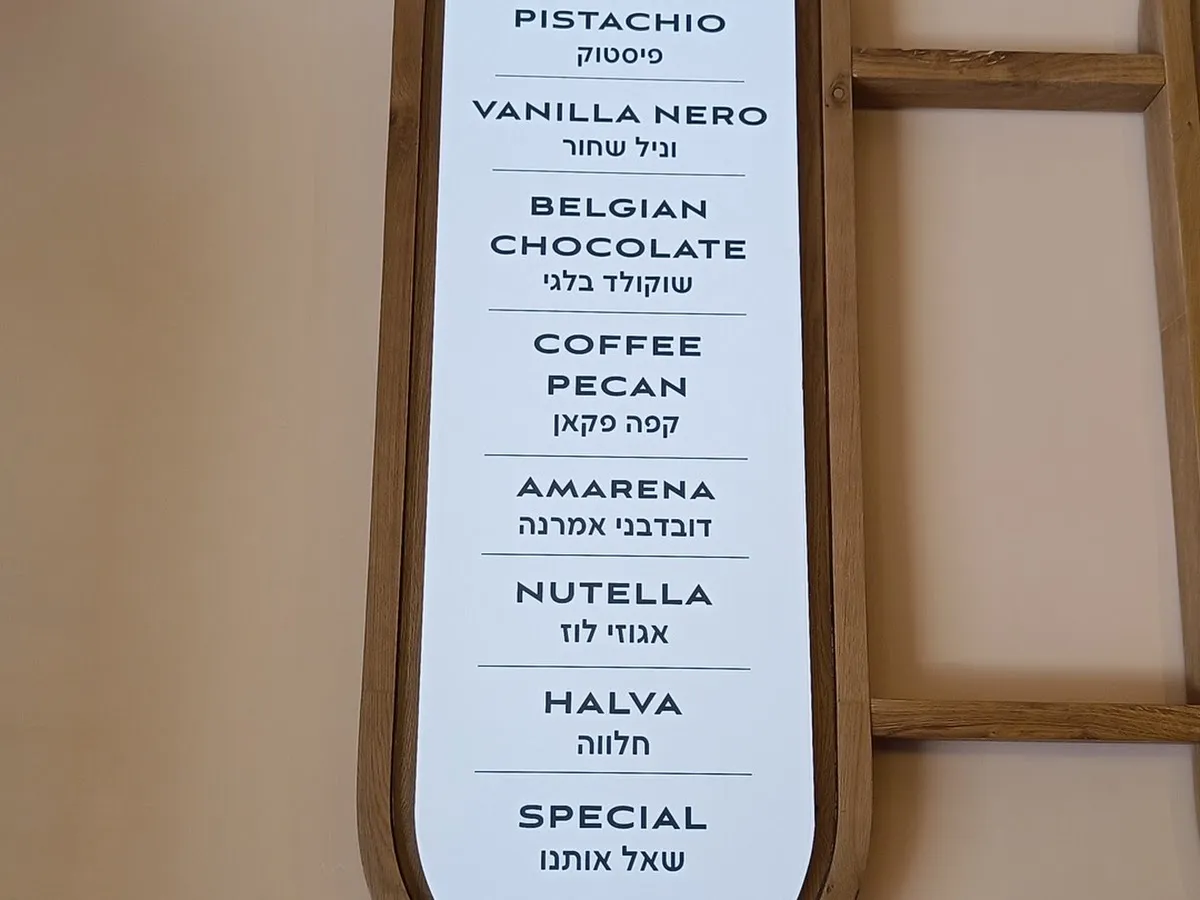 PISTACHIO
פיסטוק
VANILLA NERO
וניל שחור
BELGIAN
CHOCOLATE
שוקולד בלגי
COFFEE
PECAN
קפה פקאן
AMARENA
דובדבני אמרנה
NUTELLA
אגוזי לוז
HALVA
חלווה
SPECIAL
שאל אותנו